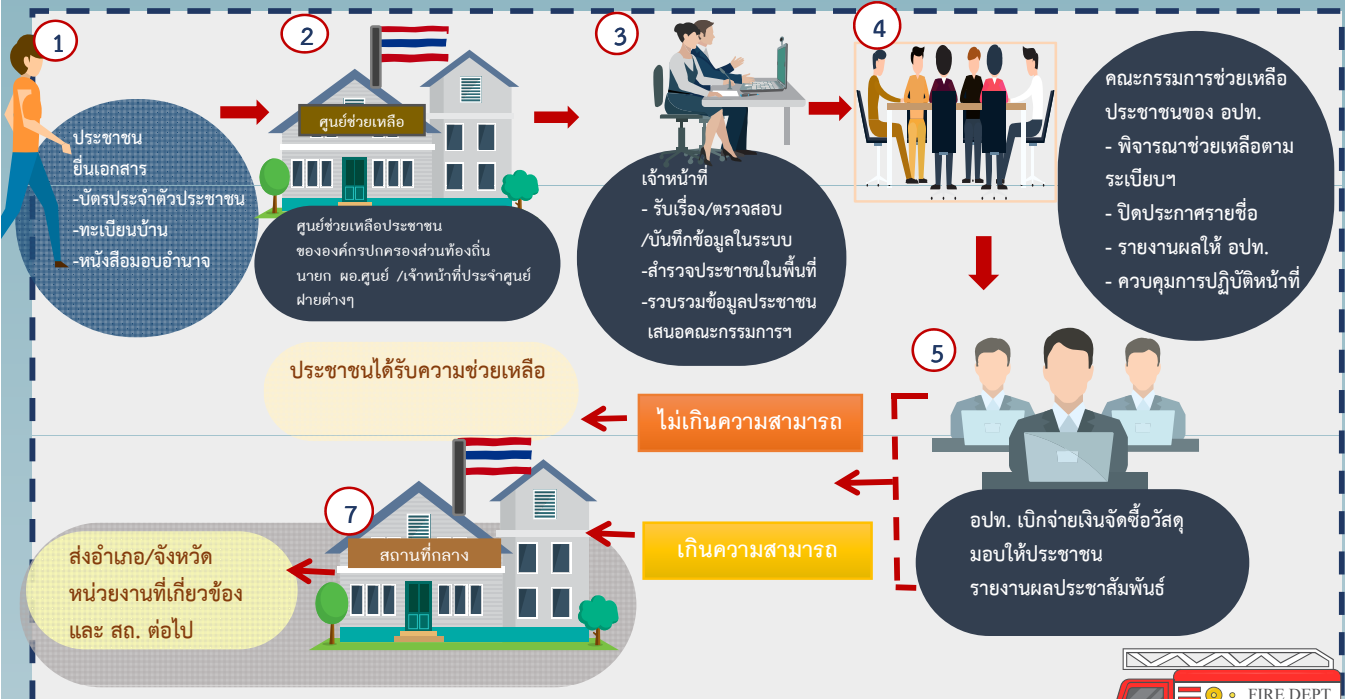 1
ประชาชน
ยื่นเอกสาร
-บัตรประจำตัวประชาชน
-ทะเบียนบ้าน
-หนังสือมอบอำนาจ
2
ศูนย์ช่วยเหลือ
ศูนย์ช่วยเหลือประชาชน
ขององค์กรปกครองส่วนท้องถิ่น
นายก ผอ.ศูนย์ /เจ้าหน้าที่ประจำศูนย์
ฝ่ายต่างๆ
3
เจ้าหน้าที่
- รับเรื่อง/ตรวจสอบ
/บันทึกข้อมูลในระบบ
-สำรวจประชาชนในพื้นที่
-รวบรวมข้อมูลประชาชน
เสนอคณะกรรมการฯ
4
คณะกรรมการช่วยเหลือ
ประชาชนของ อปท.
- พิจารณาช่วยเหลือตาม
ระเบียบฯ
- ปิดประกาศรายชื่อ
- รายงานผลให้ อปท.
- ควบคุมการปฏิบัติหน้าที่
5
อปท. เบิกจ่ายเงินจัดซื้อวัสดุ
มอบให้ประชาชน
รายงานผลประชาสัมพันธ์
ไม่เกินความสามารถ
ประชาชนได้รับความช่วยเหลือ
เกินความสามารถ
7
สถานที่กลาง
ส่งอำเภอ/จังหวัด
หน่วยงานที่เกี่ยวข้อง
และ สถ. ต่อไป
FIRE DEPT